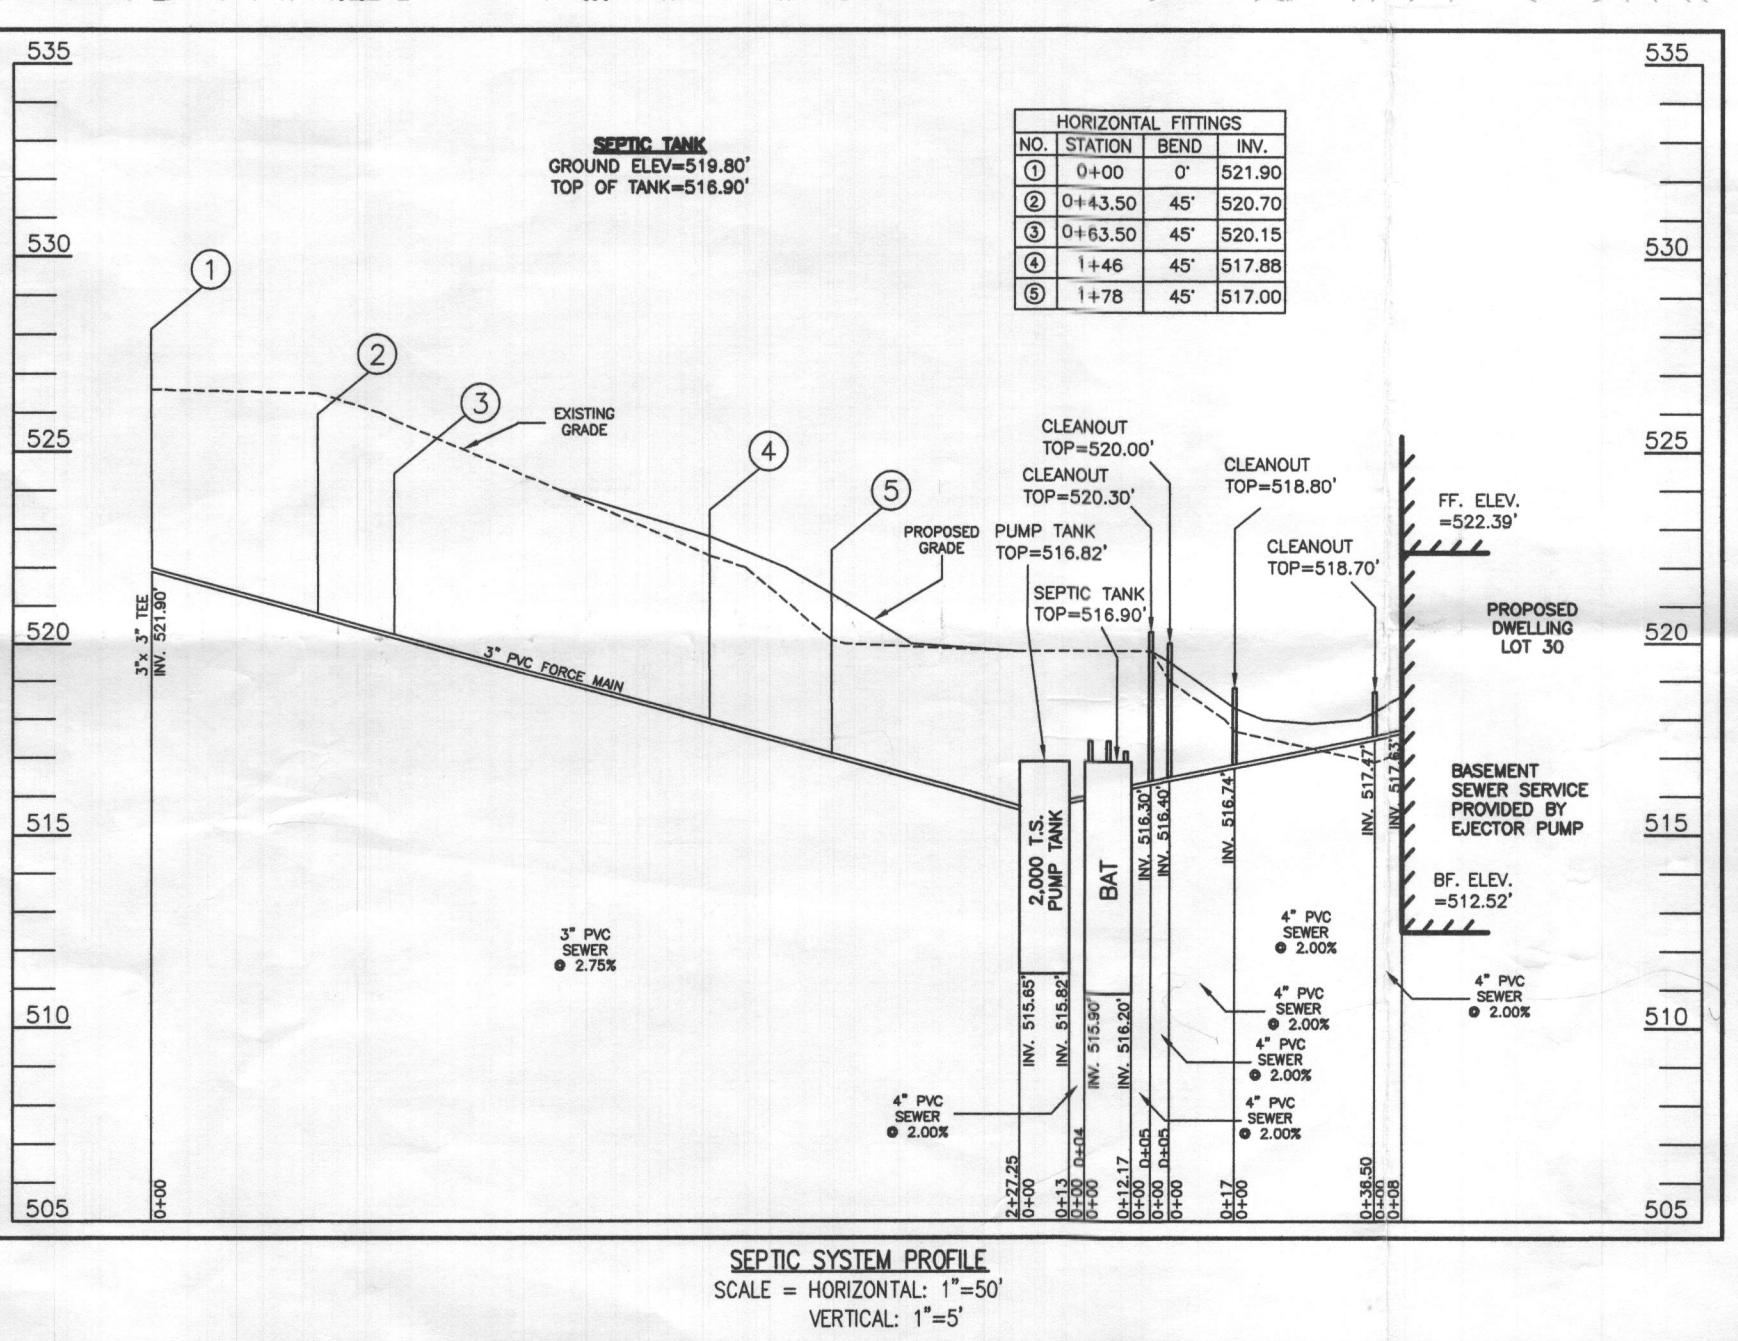 535
530
525
520
515
510
505
535
530
525
520
515
510
505
SEPTIC TANK
GROUND ELEV=519.80'
TOP OF TANK=516.90'
HORIZONTAL FITTINGS
NO. STATION BEND INV.
1 0+00 0° 521.90
2 0+43.50 45° 520.70
3 0+63.50 45° 520.15
4 1+46 45° 517.88
5 1+78 45° 517.00
1
2
3
4
5
EXISTING
GRADE
PROPOSED
GRADE
PUMP TANK
TOP=516.82'
SEPTIC TANK
TOP=516.90'
CLEANOUT
TOP=520.00'
CLEANOUT
TOP=520.30'
CLEANOUT
TOP=518.80'
CLEANOUT
TOP=518.70'
FF. ELEV.
=522.39'
PROPOSED
DWELLING
LOT 30
BASEMENT
SEWER SERVICE
PROVIDED BY
EJECTOR PUMP
BF. ELEV.
=512.52'
3"x 3" TEE
INV. 521.90'
3" PVC FORCE MAIN
2,000 T.S.
PUMP TANK
BAT
INV. 516.30'
INV. 516.40'
INV. 516.74'
INV. 517.47'
INV. 517.63'
INV. 515.65'
INV. 515.82'
INV. 515.90'
INV. 516.20'
3" PVC
SEWER
@ 2.75%
4" PVC
SEWER
@ 2.00%
4" PVC
SEWER
@ 2.00%
4" PVC
SEWER
@ 2.00%
4" PVC
SEWER
@ 2.00%
4" PVC
SEWER
@ 2.00%
4" PVC
SEWER
@ 2.00%
0+00
2+27.25
0+00
0+13
0+00
0+04
0+00
0+12.17
0+00
0+05
0+00
0+05
0+00
0+17
0+00
0+36.50
0+00
0+08
SEPTIC SYSTEM PROFILE
SCALE = HORIZONTAL: 1"=50'
VERTICAL: 1"=5'